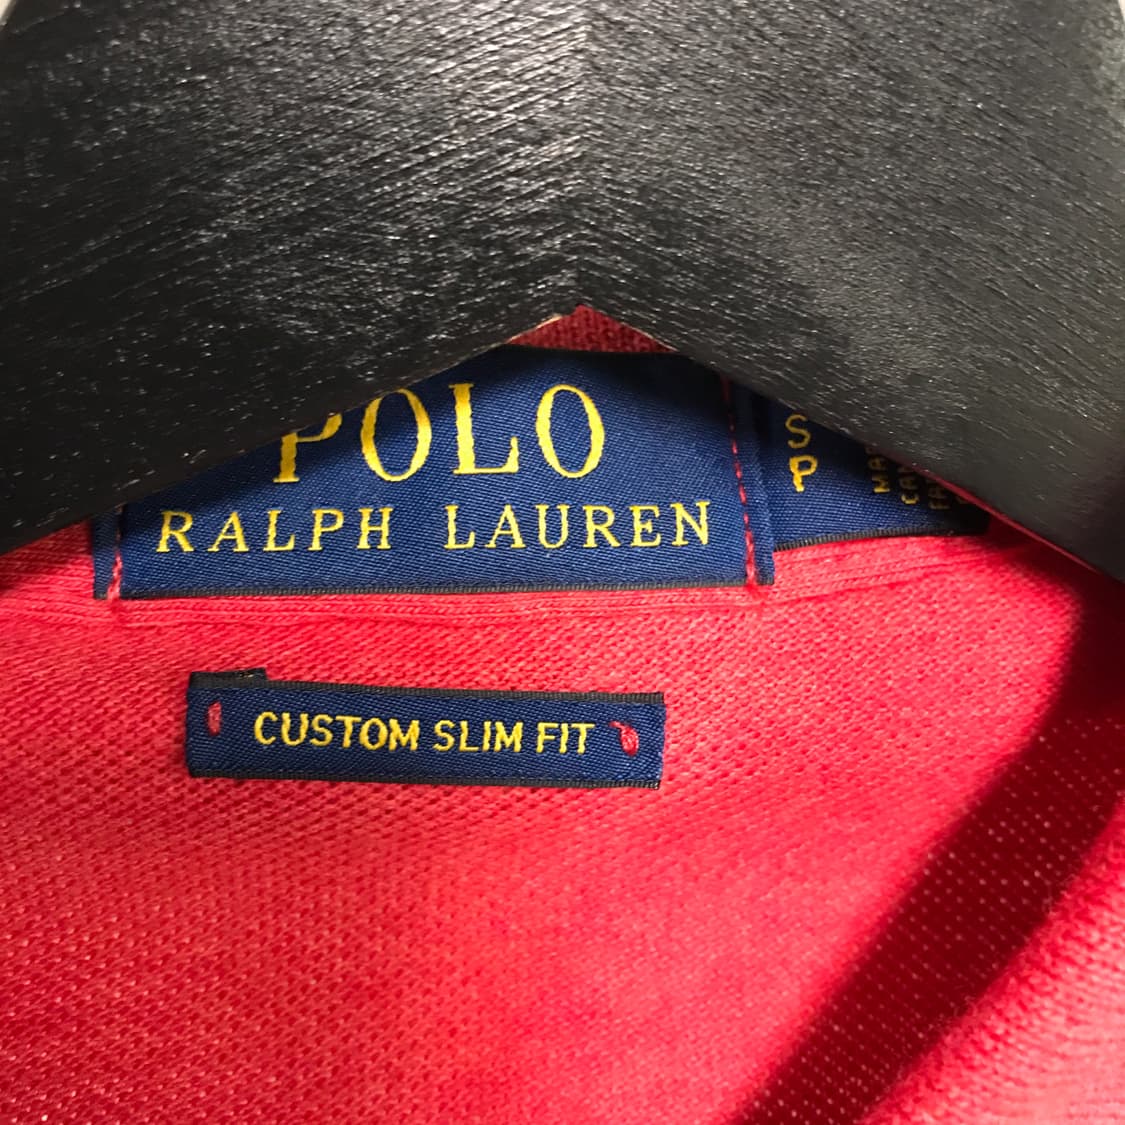 POLO
RALPH LAUREN
S
P
CUSTOM SLIM FIT